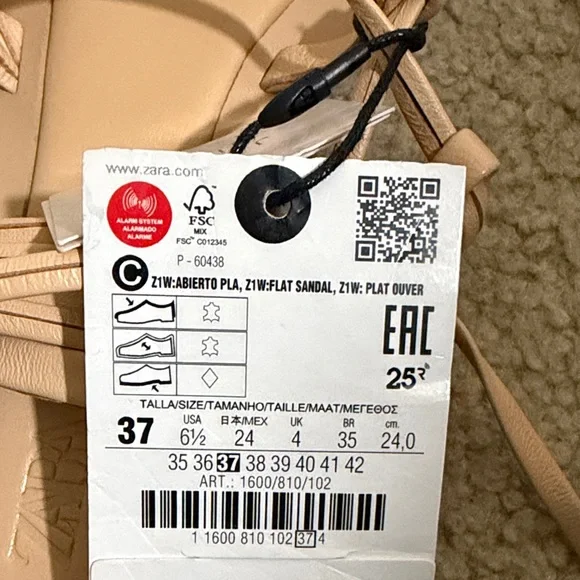 www.zara.com
ALARM SYSTEM
ALARMADO
ALARME
FSC
MIX
FSC™ C012345
P - 60438
C Z1W:ABIERTO PLA, Z1W:FLAT SANDAL, Z1W: PLAT OUVER
EAC
25
TALLA/SIZE/TAMANHO/TAILLE/MAAT/ΜΕΓΕΘΟΣ
USA 日本/MEX UK BR cm.
37 6½ 24 4 35 24,0
35 36 37 38 39 40 41 42
ART.: 1600/810/102
1 1600 810 102 37 4
ZARA